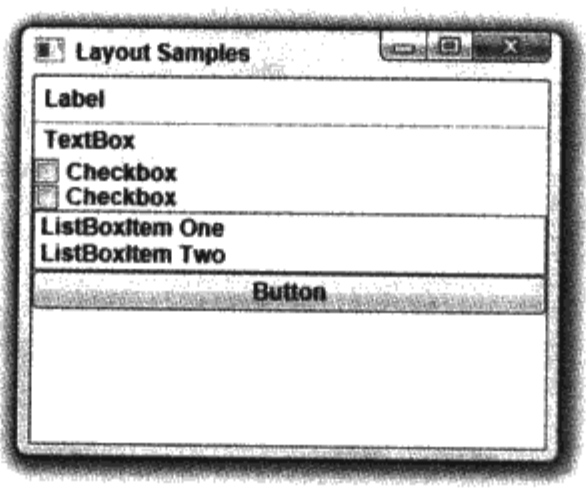 Layout Samples
Label
TextBox
Checkbox
Checkbox
ListBoxItem One
ListBoxItem Two
Button